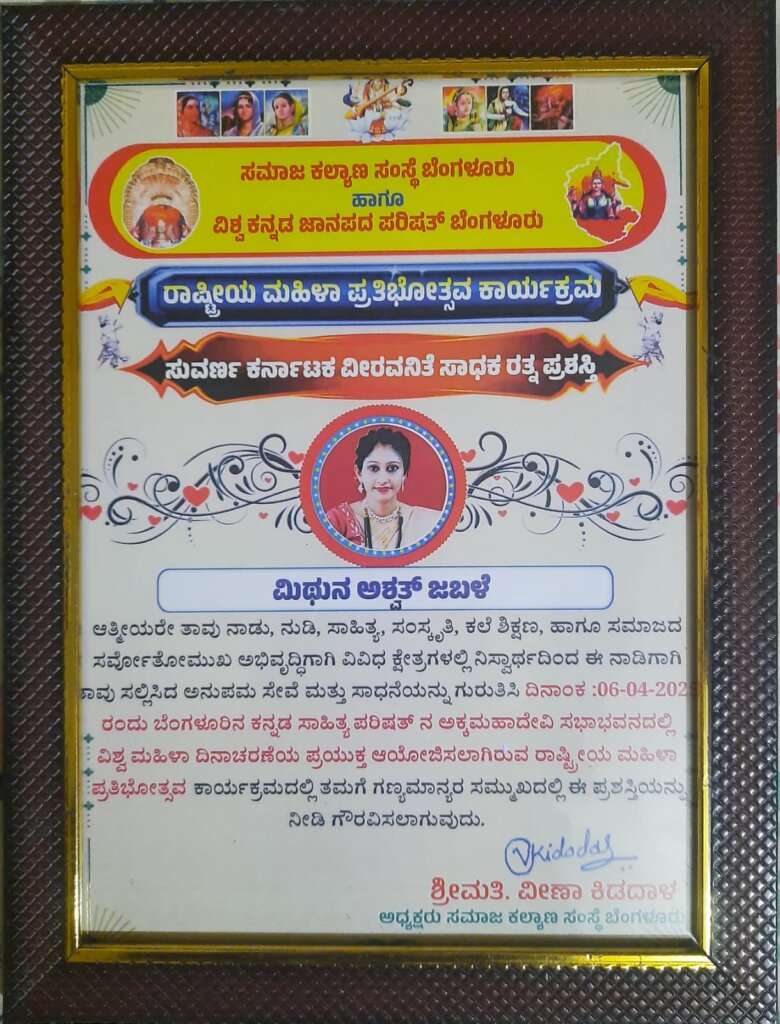 ಸಮಾಜ ಕಲ್ಯಾಣ ಸಂಸ್ಥೆ ಬೆಂಗಳೂರು
ಹಾಗೂ
ವಿಶ್ವ ಕನ್ನಡ ಜಾನಪದ ಪರಿಷತ್ ಬೆಂಗಳೂರು
ರಾಷ್ಟ್ರೀಯ ಮಹಿಳಾ ಪ್ರತಿಭೋತ್ಸವ ಕಾರ್ಯಕ್ರಮ
ಸುವರ್ಣ ಕರ್ನಾಟಕ ವೀರವನಿತೆ ಸಾಧಕ ರತ್ನ ಪ್ರಶಸ್ತಿ
ಮಿಥುನ ಅಶ್ವತ್ ಜಬಳೆ
ಆತ್ಮೀಯರೇ ತಾವು ನಾಡು, ನುಡಿ, ಸಾಹಿತ್ಯ, ಸಂಸ್ಕೃತಿ, ಕಲೆ ಶಿಕ್ಷಣ, ಹಾಗೂ ಸಮಾಜದ
ಸರ್ವೋತೋಮುಖ ಅಭಿವೃದ್ಧಿಗಾಗಿ ವಿವಿಧ ಕ್ಷೇತ್ರಗಳಲ್ಲಿ ನಿಸ್ವಾರ್ಥದಿಂದ ಈ ನಾಡಿಗಾಗಿ
ತಾವು ಸಲ್ಲಿಸಿದ ಅನುಪಮ ಸೇವೆ ಮತ್ತು ಸಾಧನೆಯನ್ನು ಗುರುತಿಸಿ ದಿನಾಂಕ :06-04-2025
ರಂದು ಬೆಂಗಳೂರಿನ ಕನ್ನಡ ಸಾಹಿತ್ಯ ಪರಿಷತ್ ನ ಅಕ್ಕಮಹಾದೇವಿ ಸಭಾಭವನದಲ್ಲಿ
ವಿಶ್ವ ಮಹಿಳಾ ದಿನಾಚರಣೆಯ ಪ್ರಯುಕ್ತ ಆಯೋಜಿಸಲಾಗಿರುವ ರಾಷ್ಟ್ರೀಯ ಮಹಿಳಾ
ಪ್ರತಿಭೋತ್ಸವ ಕಾರ್ಯಕ್ರಮದಲ್ಲಿ ತಮಗೆ ಗಣ್ಯಮಾನ್ಯರ ಸಮ್ಮುಖದಲ್ಲಿ ಈ ಪ್ರಶಸ್ತಿಯನ್ನು
ನೀಡಿ ಗೌರವಿಸಲಾಗುವುದು.
ಶ್ರೀಮತಿ. ವೀಣಾ ಕಿಡದಾಳ
ಅಧ್ಯಕ್ಷರು ಸಮಾಜ ಕಲ್ಯಾಣ ಸಂಸ್ಥೆ ಬೆಂಗಳೂರು